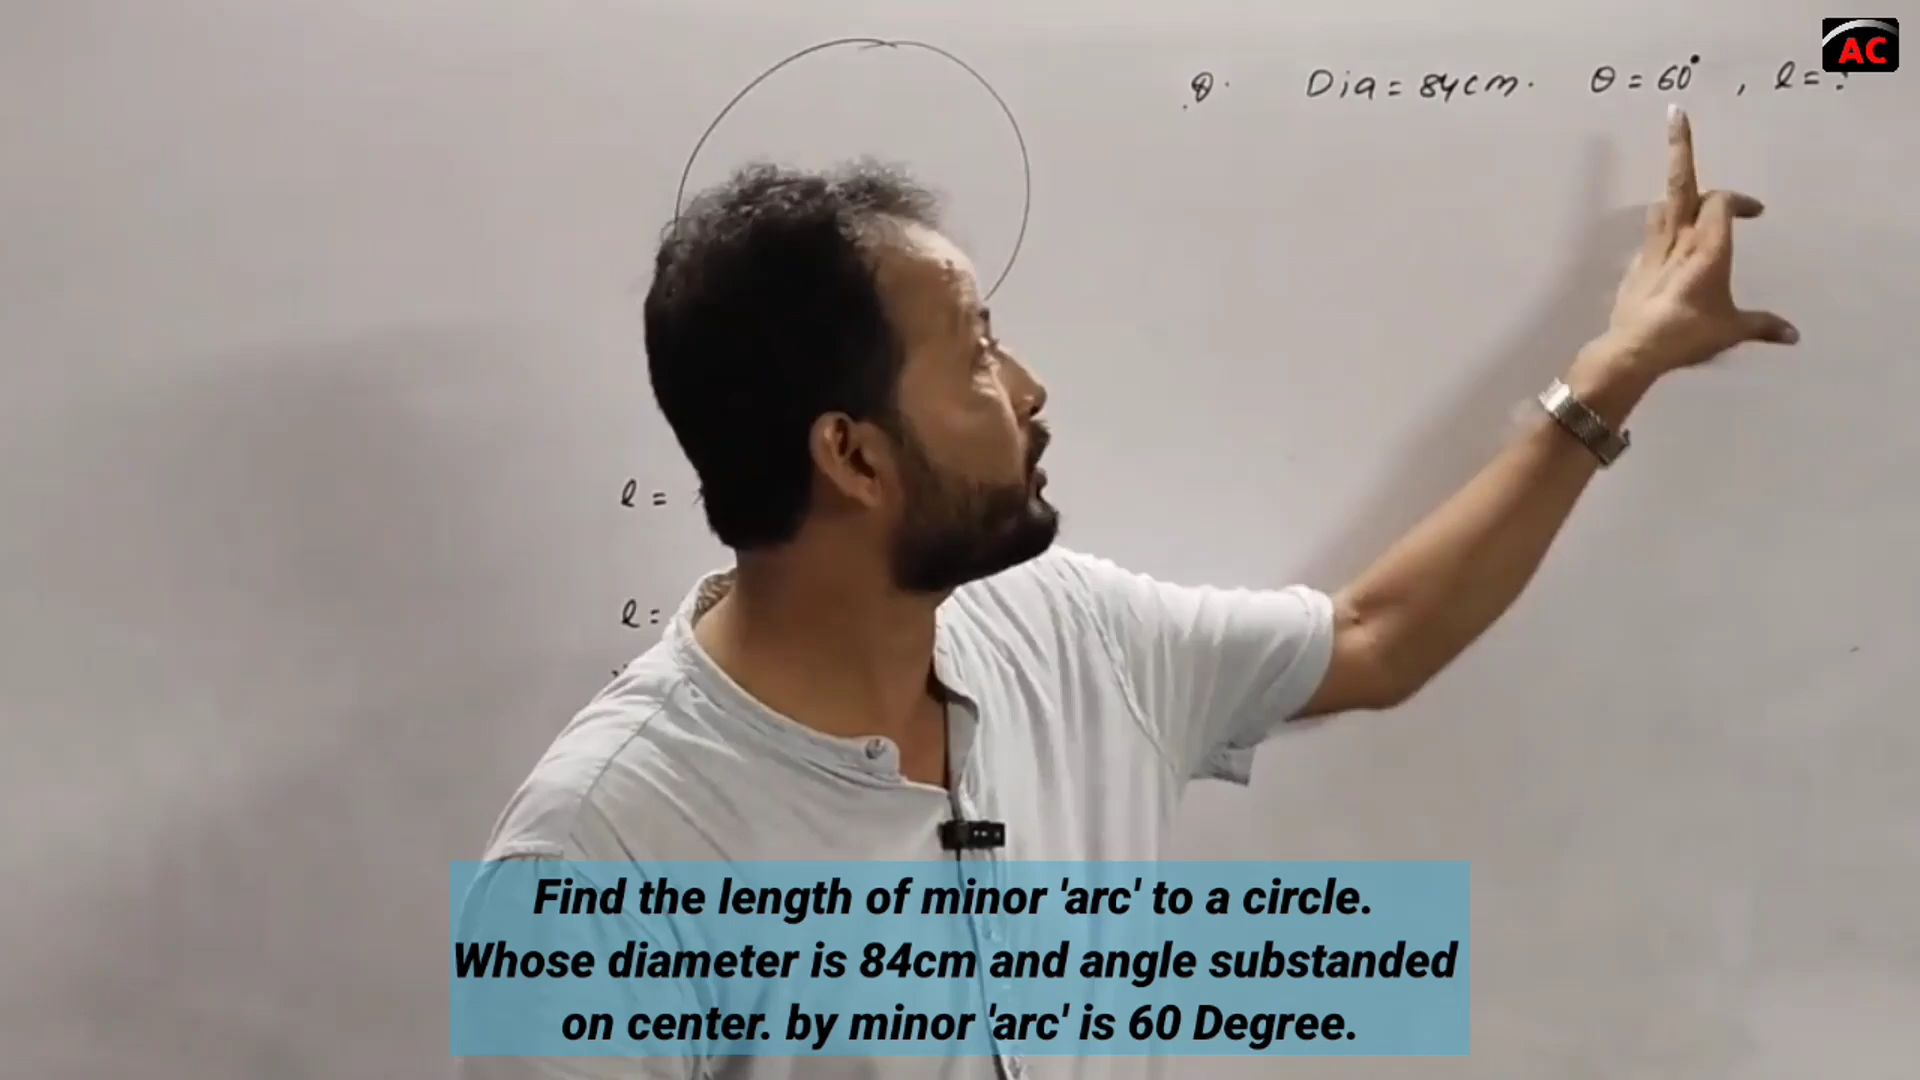 AC
θ. Dia = 84cm. θ = 60° , l = ?
l =
l =
Find the length of minor 'arc' to a circle.
Whose diameter is 84cm and angle substanded
on center. by minor 'arc' is 60 Degree.